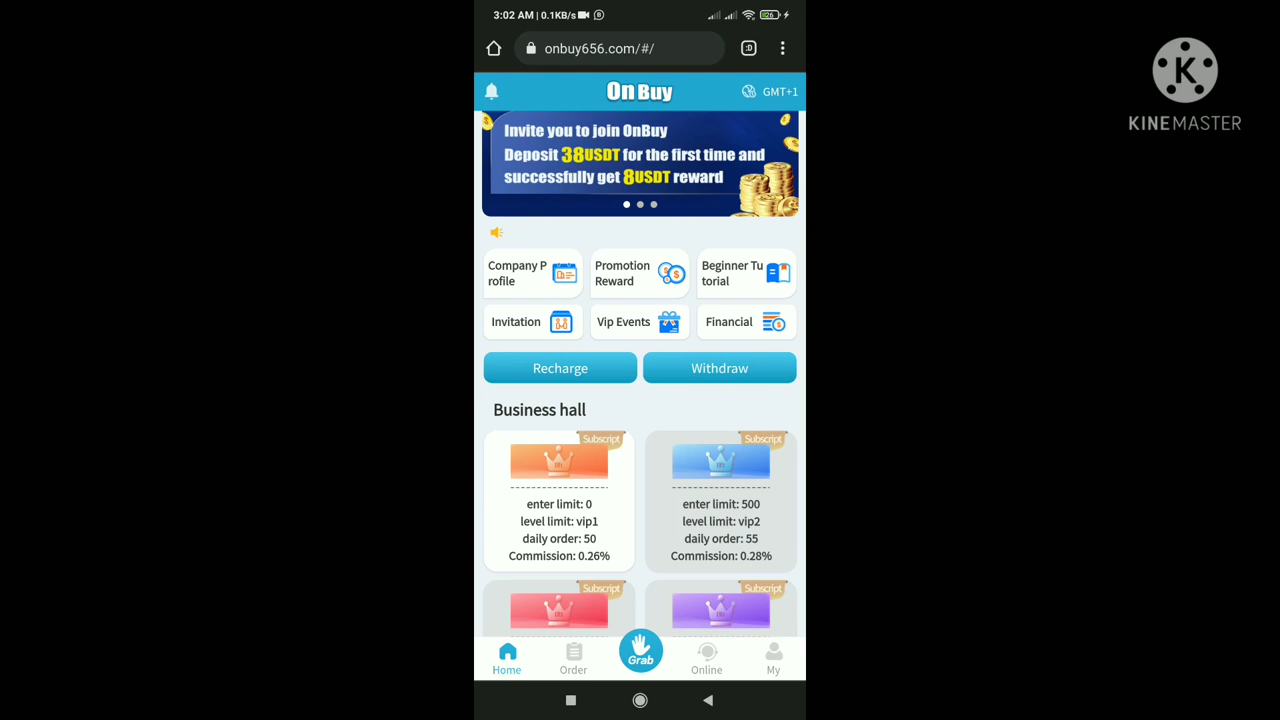 3:02 AM | 0.1KB/s
26
onbuy656.com/#/
:D
OnBuy
GMT+1
K
KINEMASTER
Invite you to join OnBuy
Deposit 38USDT for the first time and
successfully get 8USDT reward
Company P
rofile
Promotion
Reward
Beginner Tu
torial
Invitation
Vip Events
Financial
Recharge
Withdraw
Business hall
Subscript
enter limit: 0
level limit: vip1
daily order: 50
Commission: 0.26%
Subscript
enter limit: 500
level limit: vip2
daily order: 55
Commission: 0.28%
Subscript
Subscript
Home
Order
Grab
Online
My